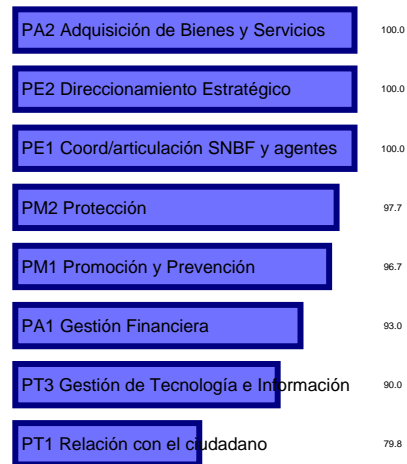 PA2 Adquisición de Bienes y Servicios 100.0
PE2 Direccionamiento Estratégico 100.0
PE1 Coord/articulación SNBF y agentes 100.0
PM2 Protección 97.7
PM1 Promoción y Prevención 96.7
PA1 Gestión Financiera 93.0
PT3 Gestión de Tecnología e Información 90.0
PT1 Relación con el ciudadano 79.8